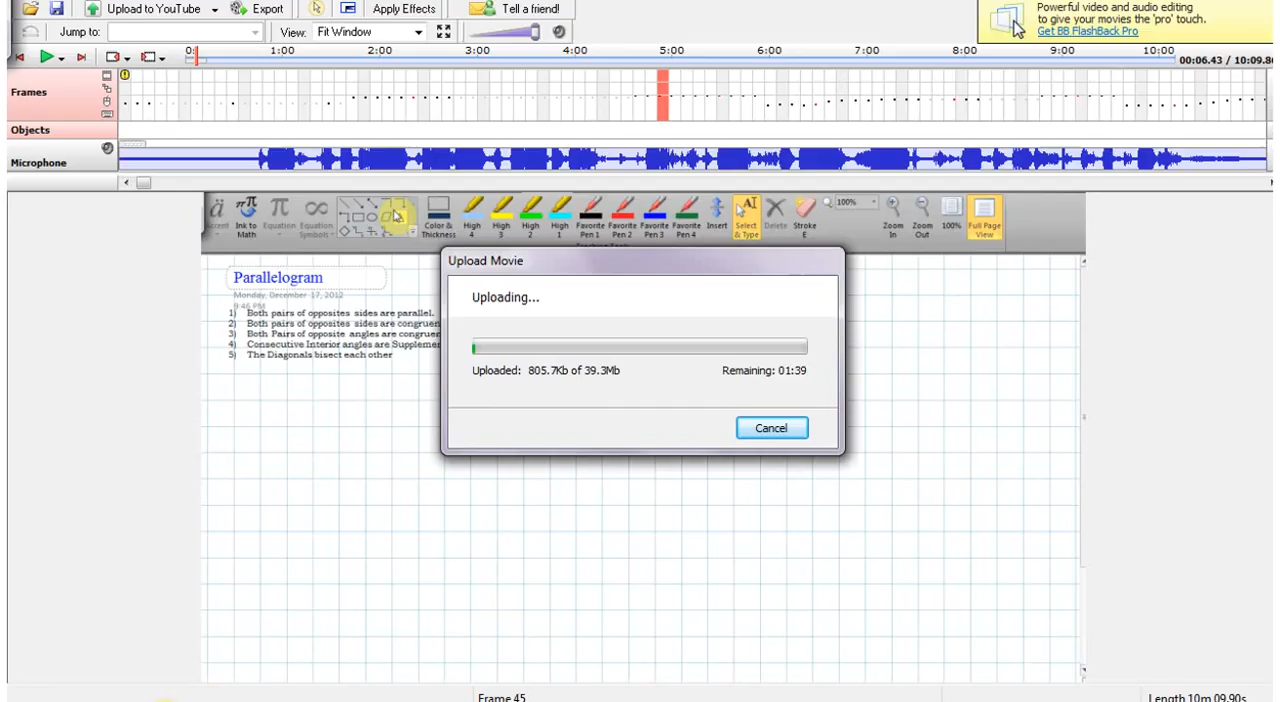 Upload to YouTube Export Apply Effects Tell a friend!
Powerful video and audio editing
to give your movies the 'pro' touch.
Get BB FlashBack Pro
Jump to: View: Fit Window
1:00 2:00 3:00 4:00 5:00 6:00 7:00 8:00 9:00 10:00
00:06.43 / 10:09.8
Frames
Objects
Microphone
Ink to Math
Equation
Equation Symbols
Color & Thickness
High 4
High 3
High 2
High 1
Favorite Pen 1
Favorite Pen 2
Favorite Pen 3
Favorite Pen 4
Insert
Select & Type
Delete
Stroke E
100%
Zoom In
Zoom Out
100%
Full Page View
Parallelogram
Monday, December 17, 2012
9:46 PM
1) Both pairs of opposites sides are parallel.
2) Both pairs of opposites sides are congruen
3) Both Pairs of opposite angles are congruen
4) Consecutive Interior angles are Supplemen
5) The Diagonals bisect each other
Upload Movie
Uploading...
Uploaded: 805.7Kb of 39.3Mb Remaining: 01:39
Cancel
Frame 45
Length 10m 09.90s